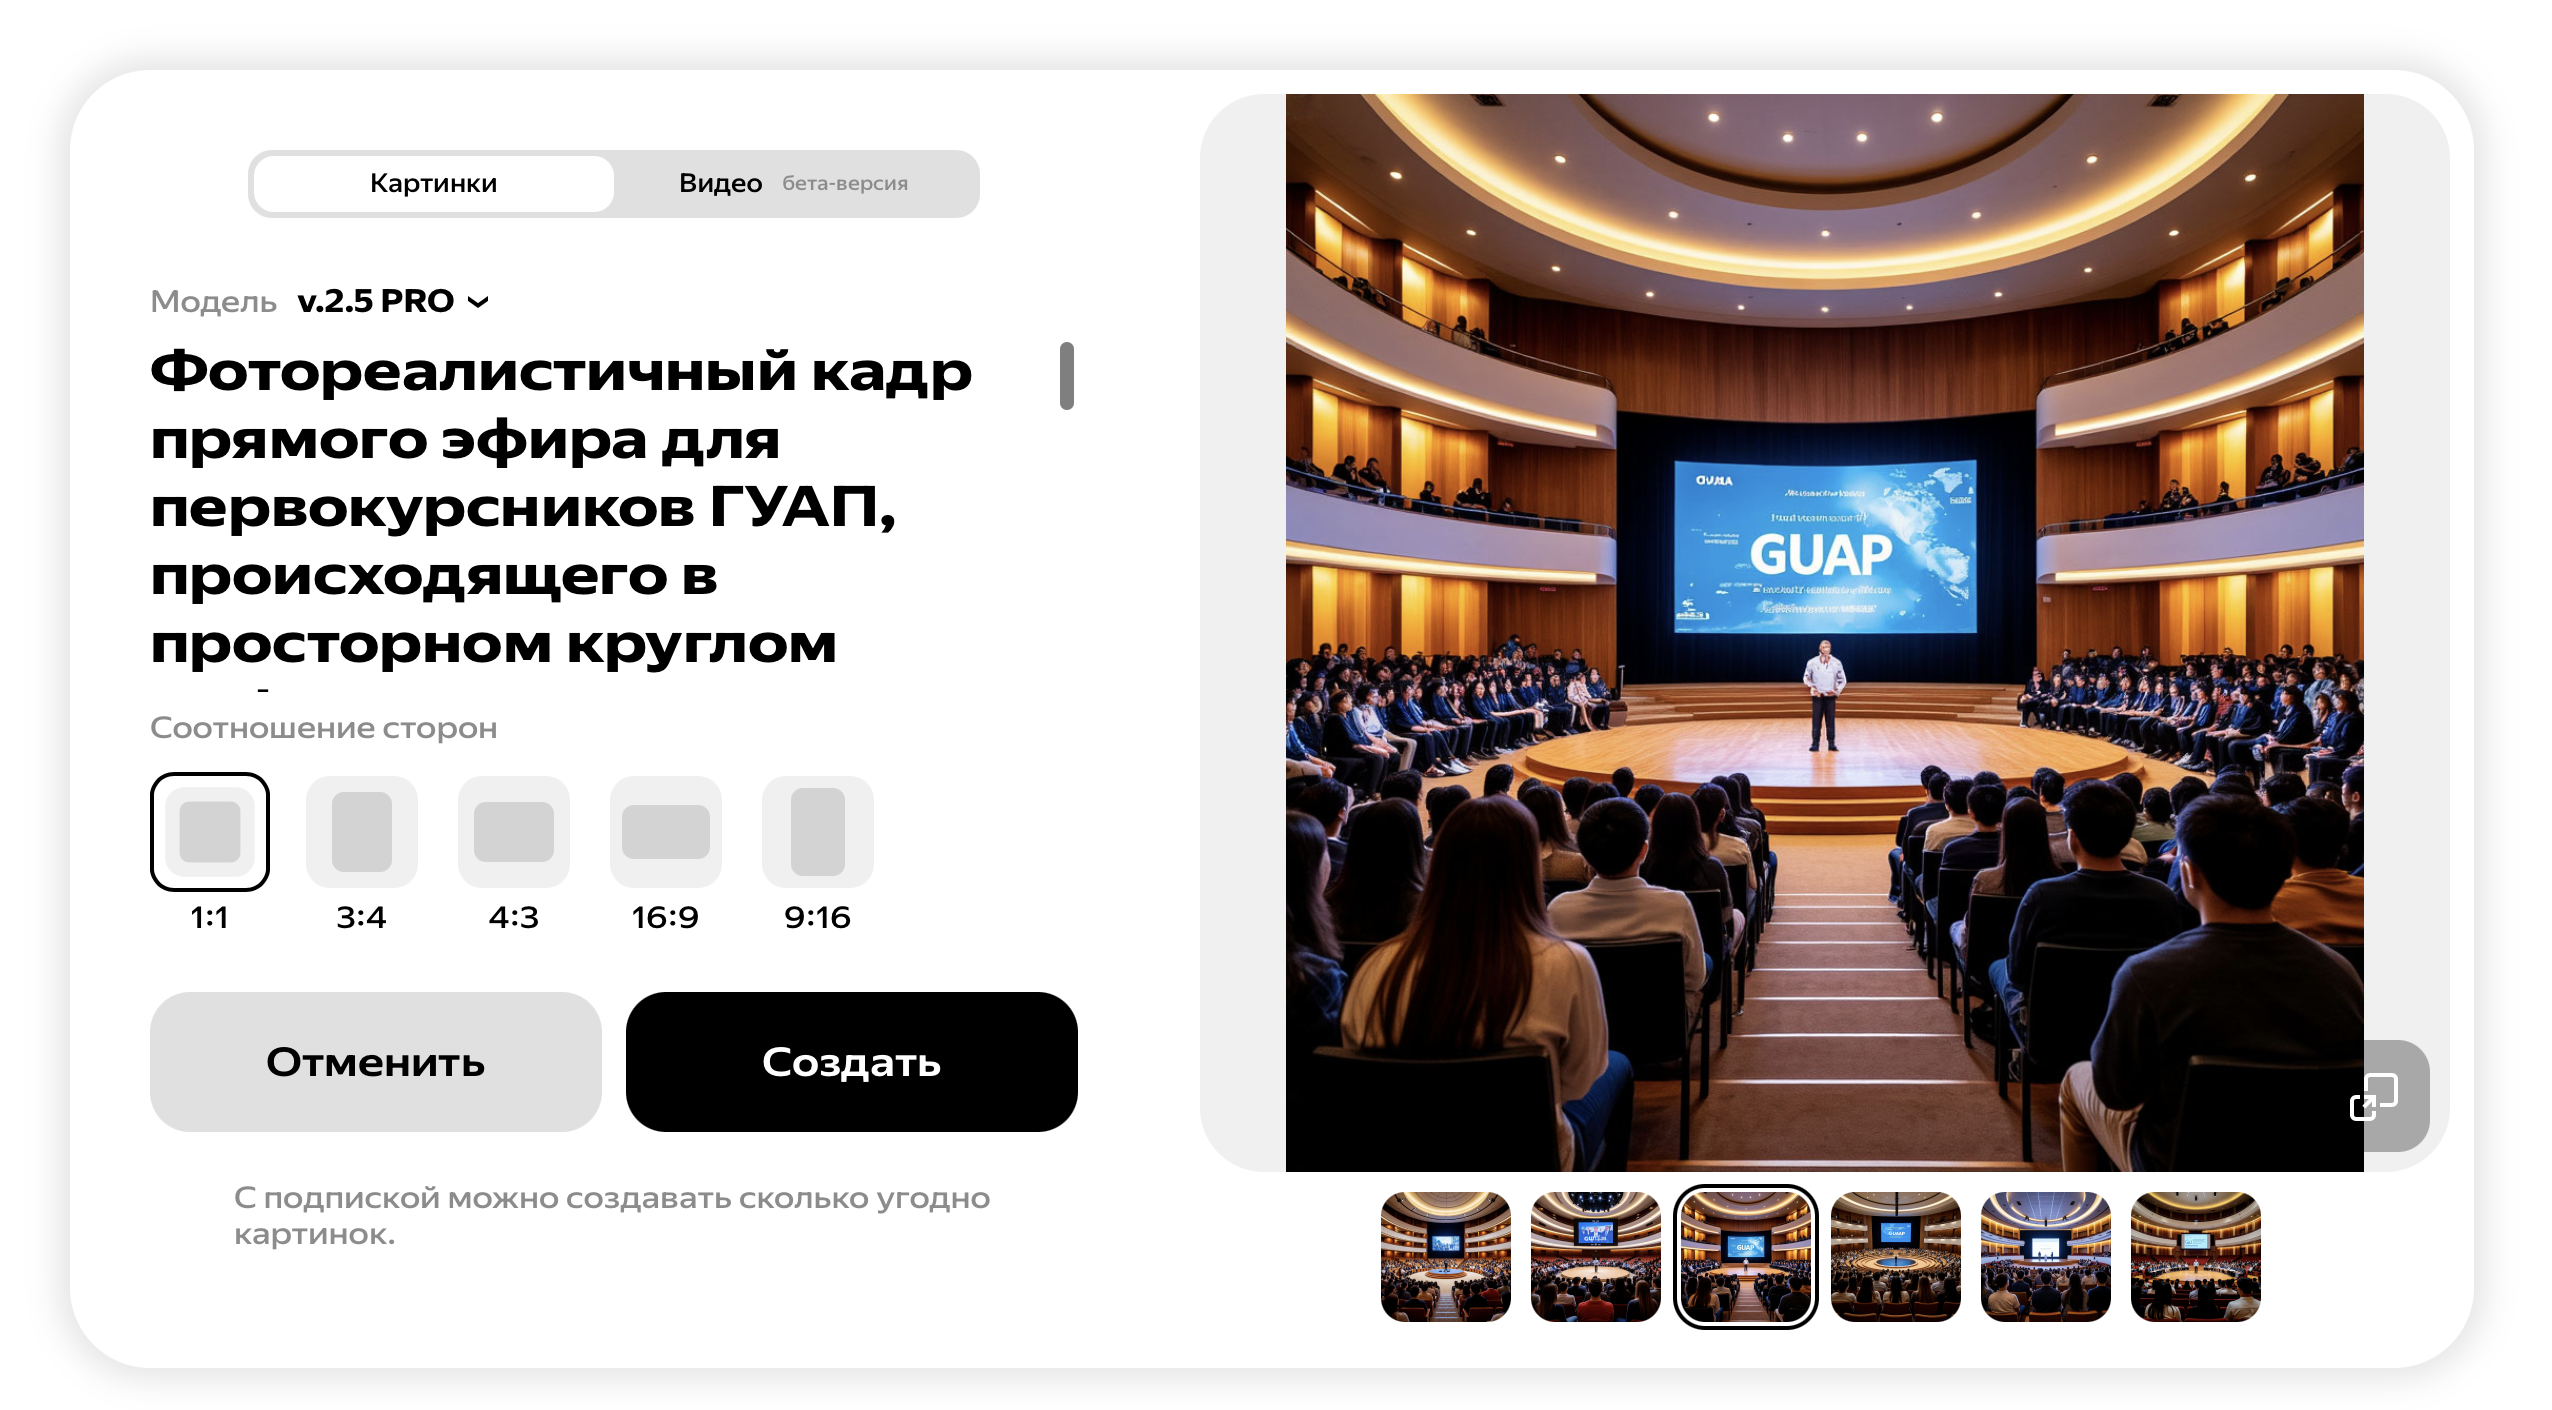 Картинки
Видео бета-версия
Модель v.2.5 PRO
Фотореалистичный кадр
прямого эфира для
первокурсников ГУАП,
происходящего в
просторном круглом
Соотношение сторон
1:1 3:4 4:3 16:9 9:16
Отменить
Создать
С подпиской можно создавать сколько угодно
картинок.
GUAP